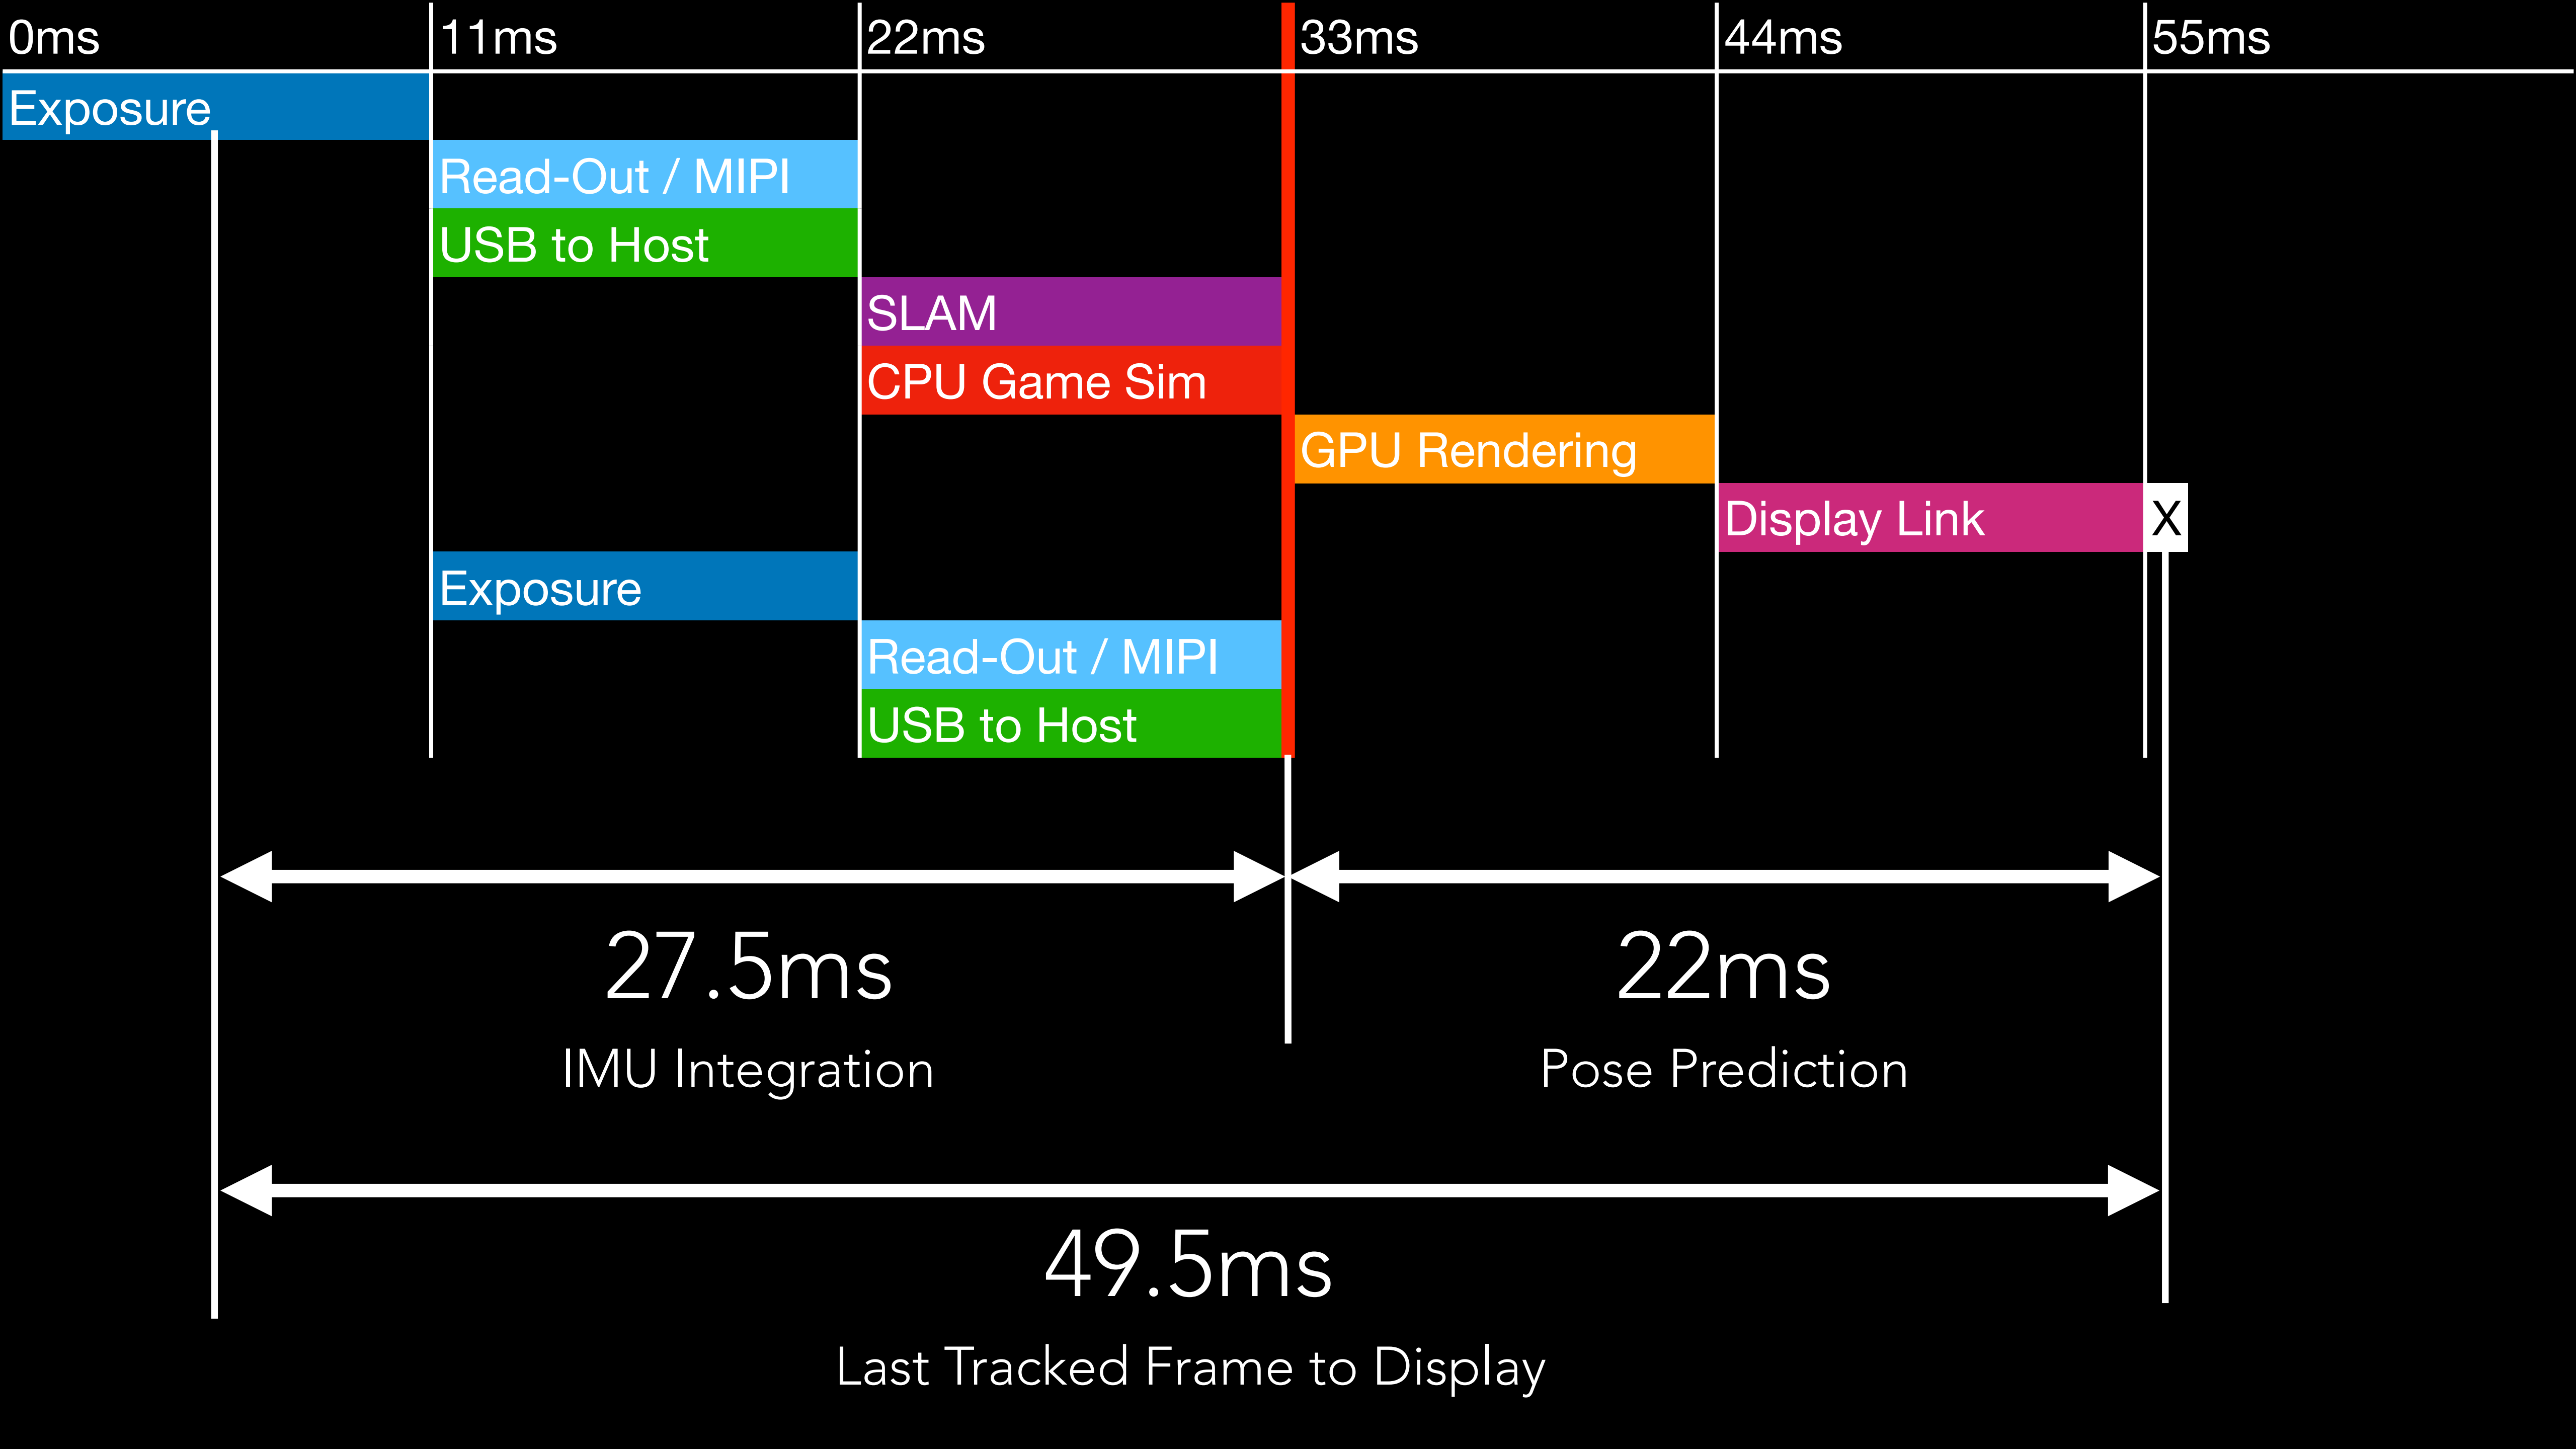 0ms
11ms
22ms
33ms
44ms
55ms
Exposure
Read-Out / MIPI
USB to Host
SLAM
CPU Game Sim
GPU Rendering
Display Link
X
Exposure
Read-Out / MIPI
USB to Host
27.5ms
IMU Integration
22ms
Pose Prediction
49.5ms
Last Tracked Frame to Display